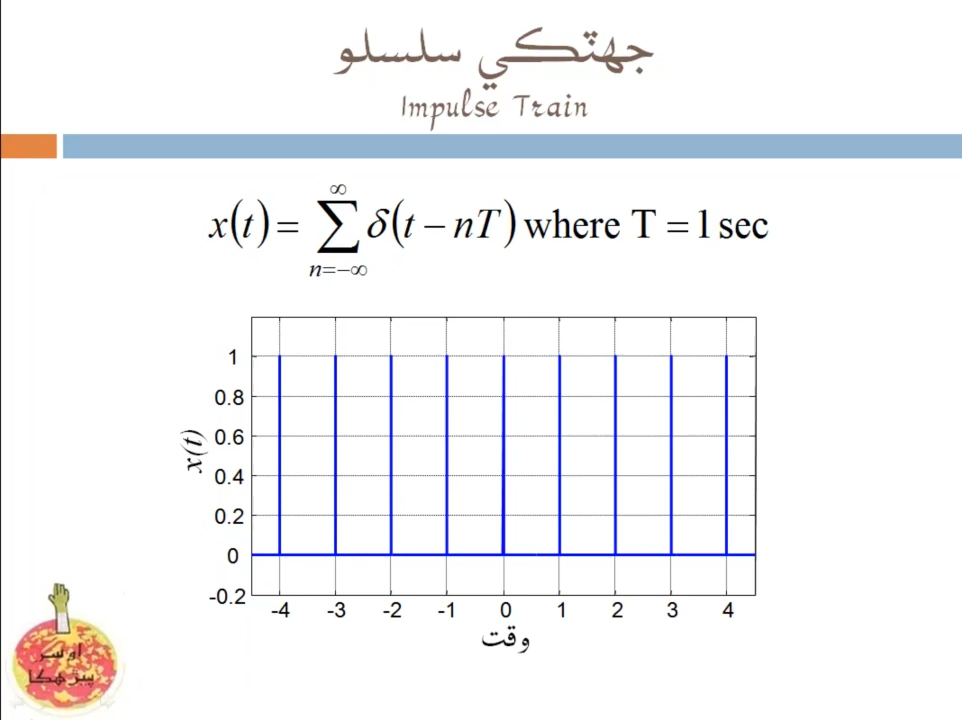 جھٽڪي سلسلو
Impulse Train
x(t) = ∑_{n=-∞}^{∞} δ(t − nT) where T = 1 sec
x(t)
1
0.8
0.6
0.4
0.2
0
-0.2
-4 -3 -2 -1 0 1 2 3 4
وقت